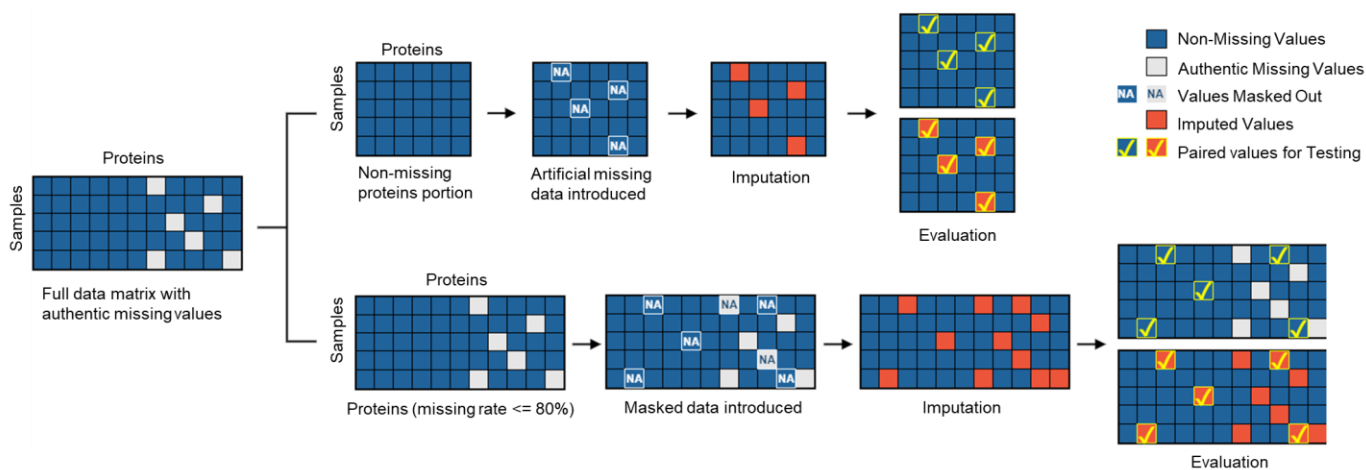 Proteins
Samples
Full data matrix with
authentic missing values
Proteins
Samples
Non-missing
proteins portion
NA
NA
NA
NA
Artificial missing
data introduced
Imputation
Evaluation
Non-Missing Values
Authentic Missing Values
NA NA Values Masked Out
Imputed Values
Paired values for Testing
Proteins
Samples
Proteins (missing rate <= 80%)
NA NA NA
NA
NA
NA NA
Masked data introduced
Imputation
Evaluation